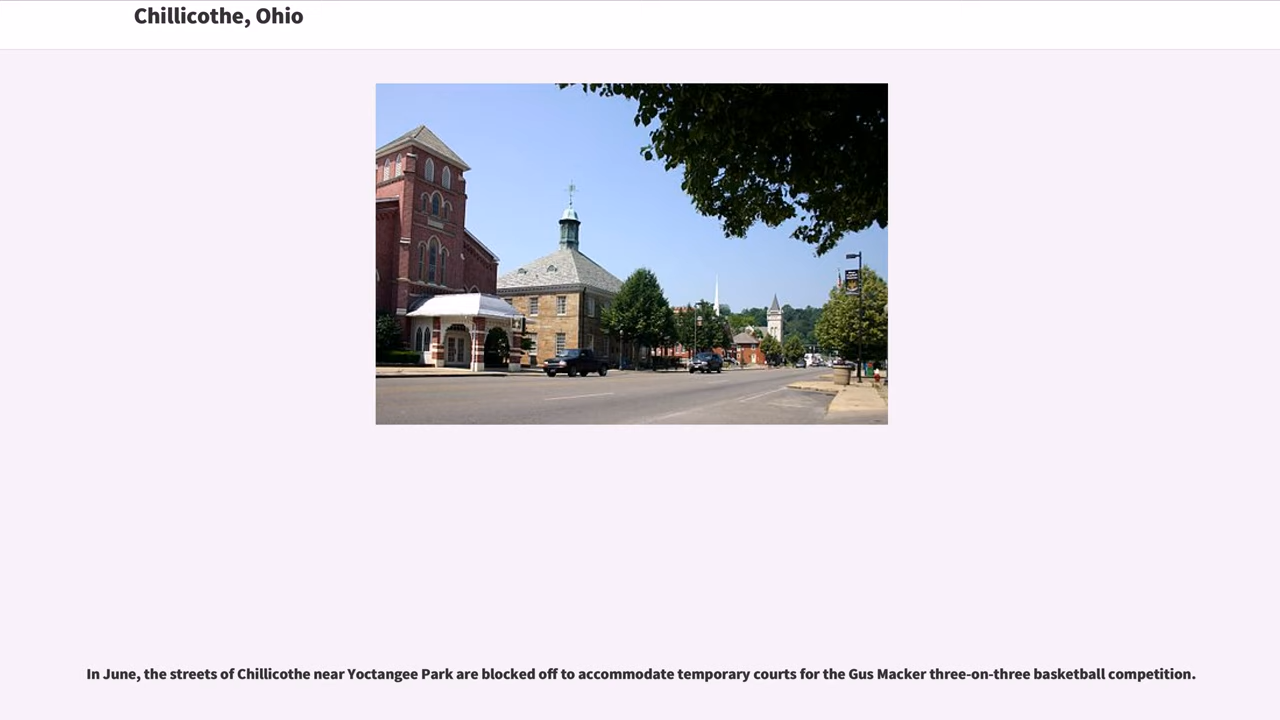 Chillicothe, Ohio
In June, the streets of Chillicothe near Yoctangee Park are blocked off to accommodate temporary courts for the Gus Macker three-on-three basketball competition.